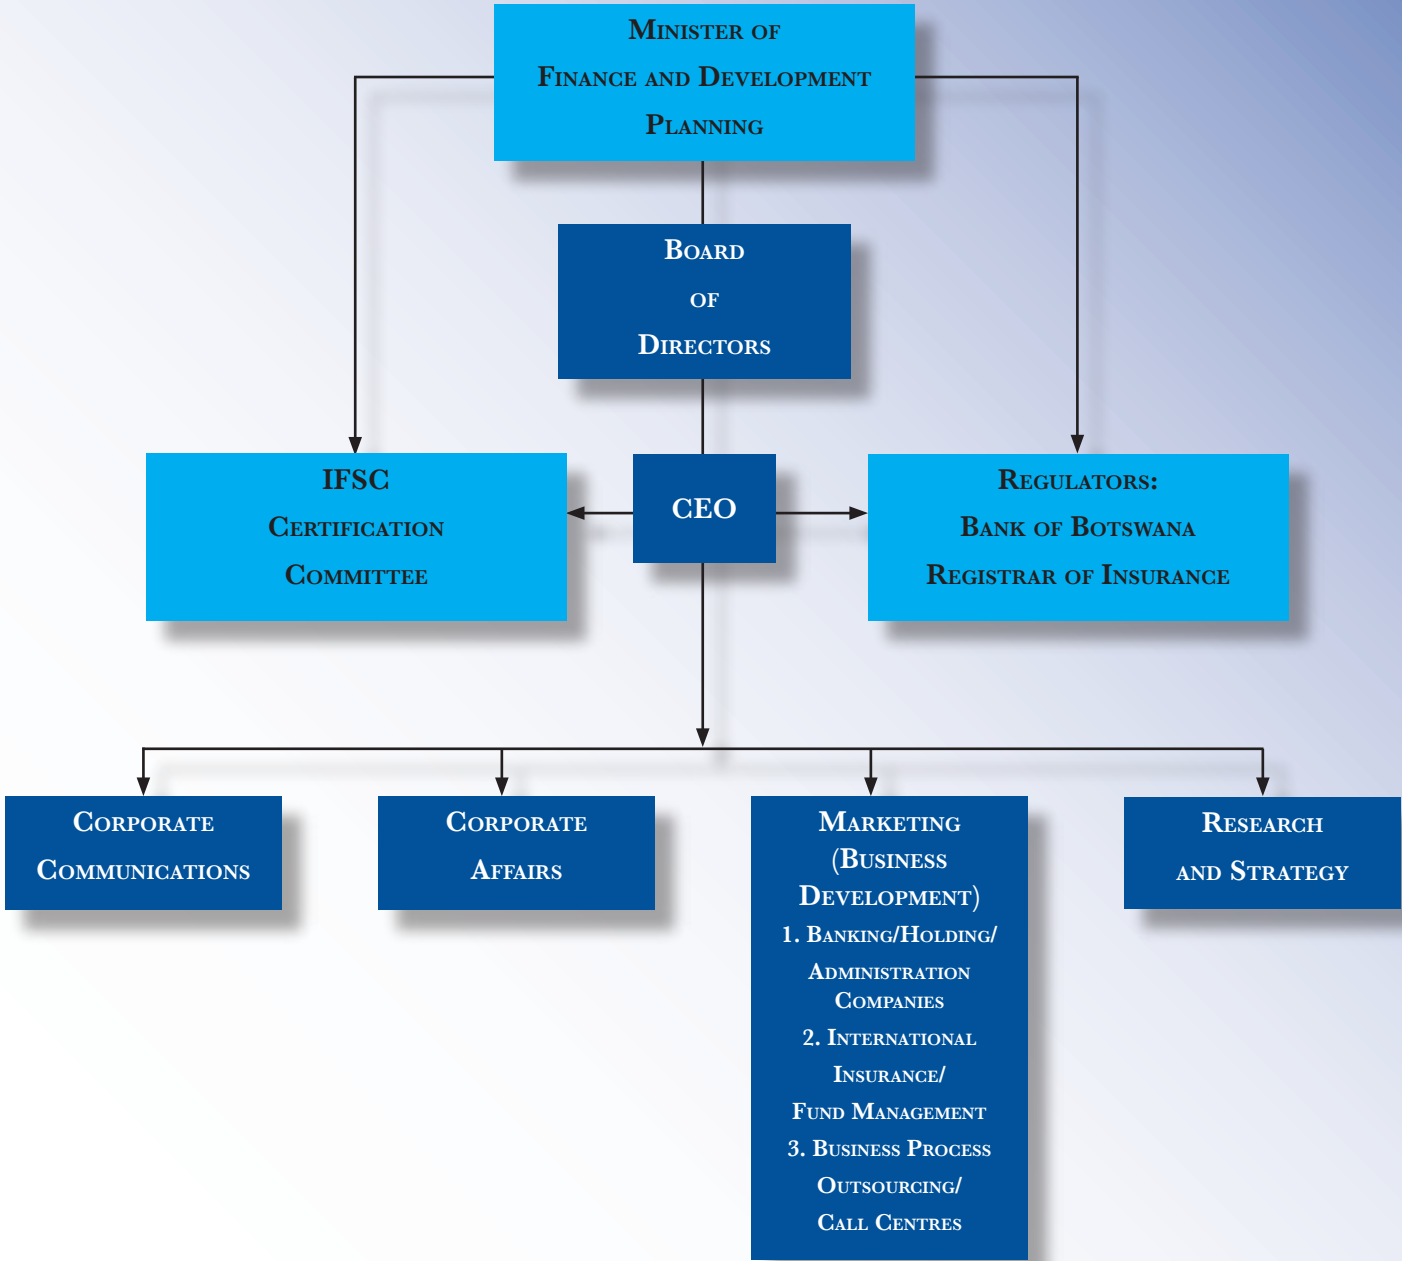 Minister of
Finance and Development
Planning
Board
of
Directors
IFSC
Certification
Committee
CEO
Regulators:
Bank of Botswana
Registrar of Insurance
Corporate
Communications
Corporate
Affairs
Marketing
(Business
Development)
1. Banking/Holding/
Administration
Companies
2. International
Insurance/
Fund Management
3. Business Process
Outsourcing/
Call Centres
Research
and Strategy